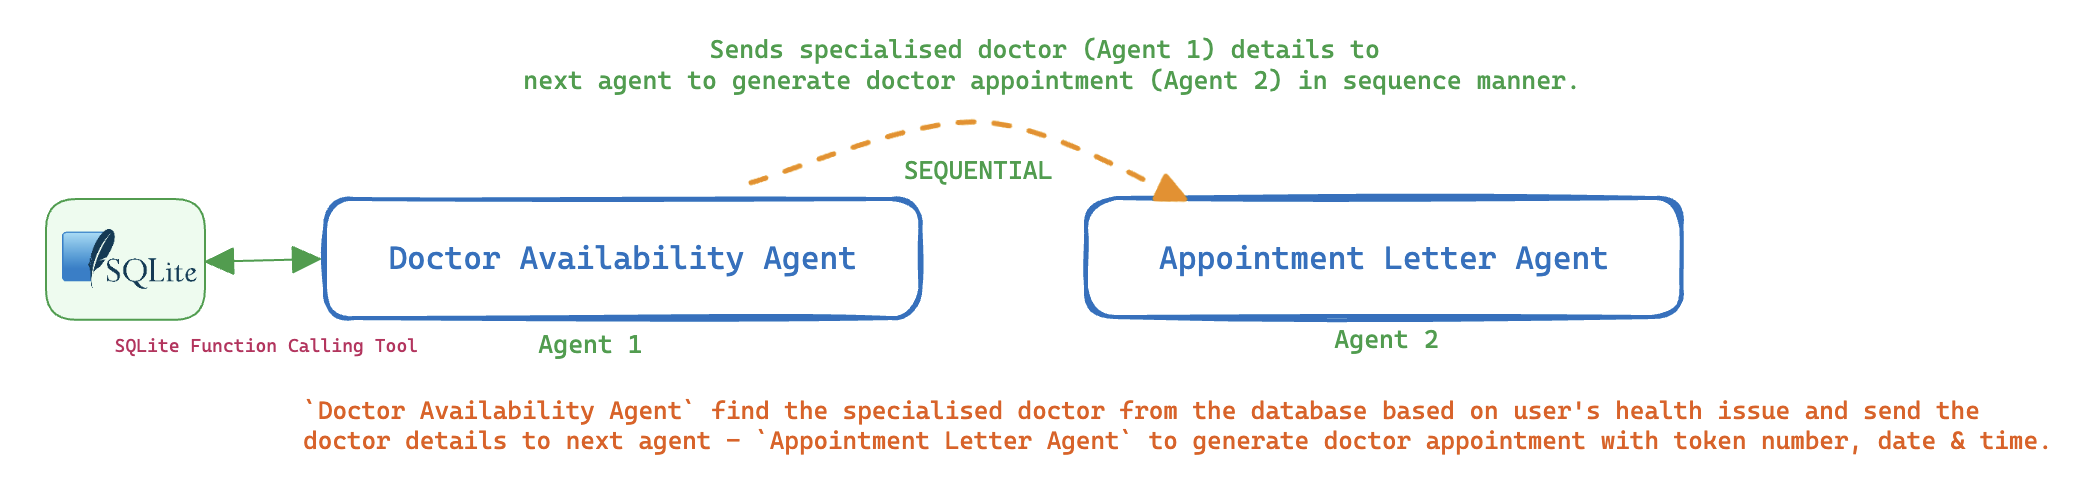 Sends specialised doctor (Agent 1) details to
next agent to generate doctor appointment (Agent 2) in sequence manner.
SEQUENTIAL
SQLite
Doctor Availability Agent
Appointment Letter Agent
SQLite Function Calling Tool
Agent 1
Agent 2
`Doctor Availability Agent` find the specialised doctor from the database based on user's health issue and send the
doctor details to next agent – `Appointment Letter Agent` to generate doctor appointment with token number, date & time.